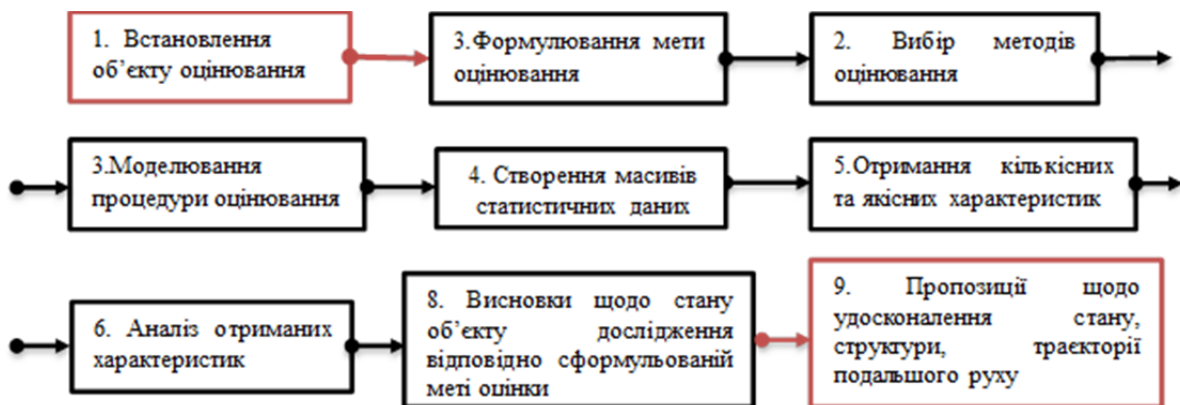 1. Встановлення
об’єкту оцінювання
3.Формулювання мети
оцінювання
2. Вибір методів
оцінювання
3.Моделювання
процедури оцінювання
4. Створення масивів
статистичних даних
5.Отримання кількісних
та якісних характеристик
6. Аналіз отриманих
характеристик
8. Висновки щодо стану
об’єкту дослідження
відповідно сформульованій
меті оцінки
9. Пропозиції щодо
удосконалення стану,
структури, траєкторії
подальшого руху